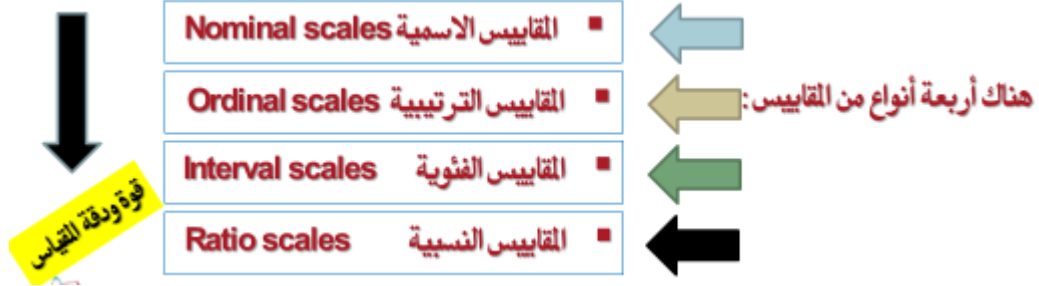 هناك أربعة أنواع من المقاييس :
▪ المقاييس الاسمية Nominal scales
▪ المقاييس الترتيبية Ordinal scales
▪ المقاييس الفئوية Interval scales
▪ المقاييس النسبية Ratio scales
قوة ودقة المقياس